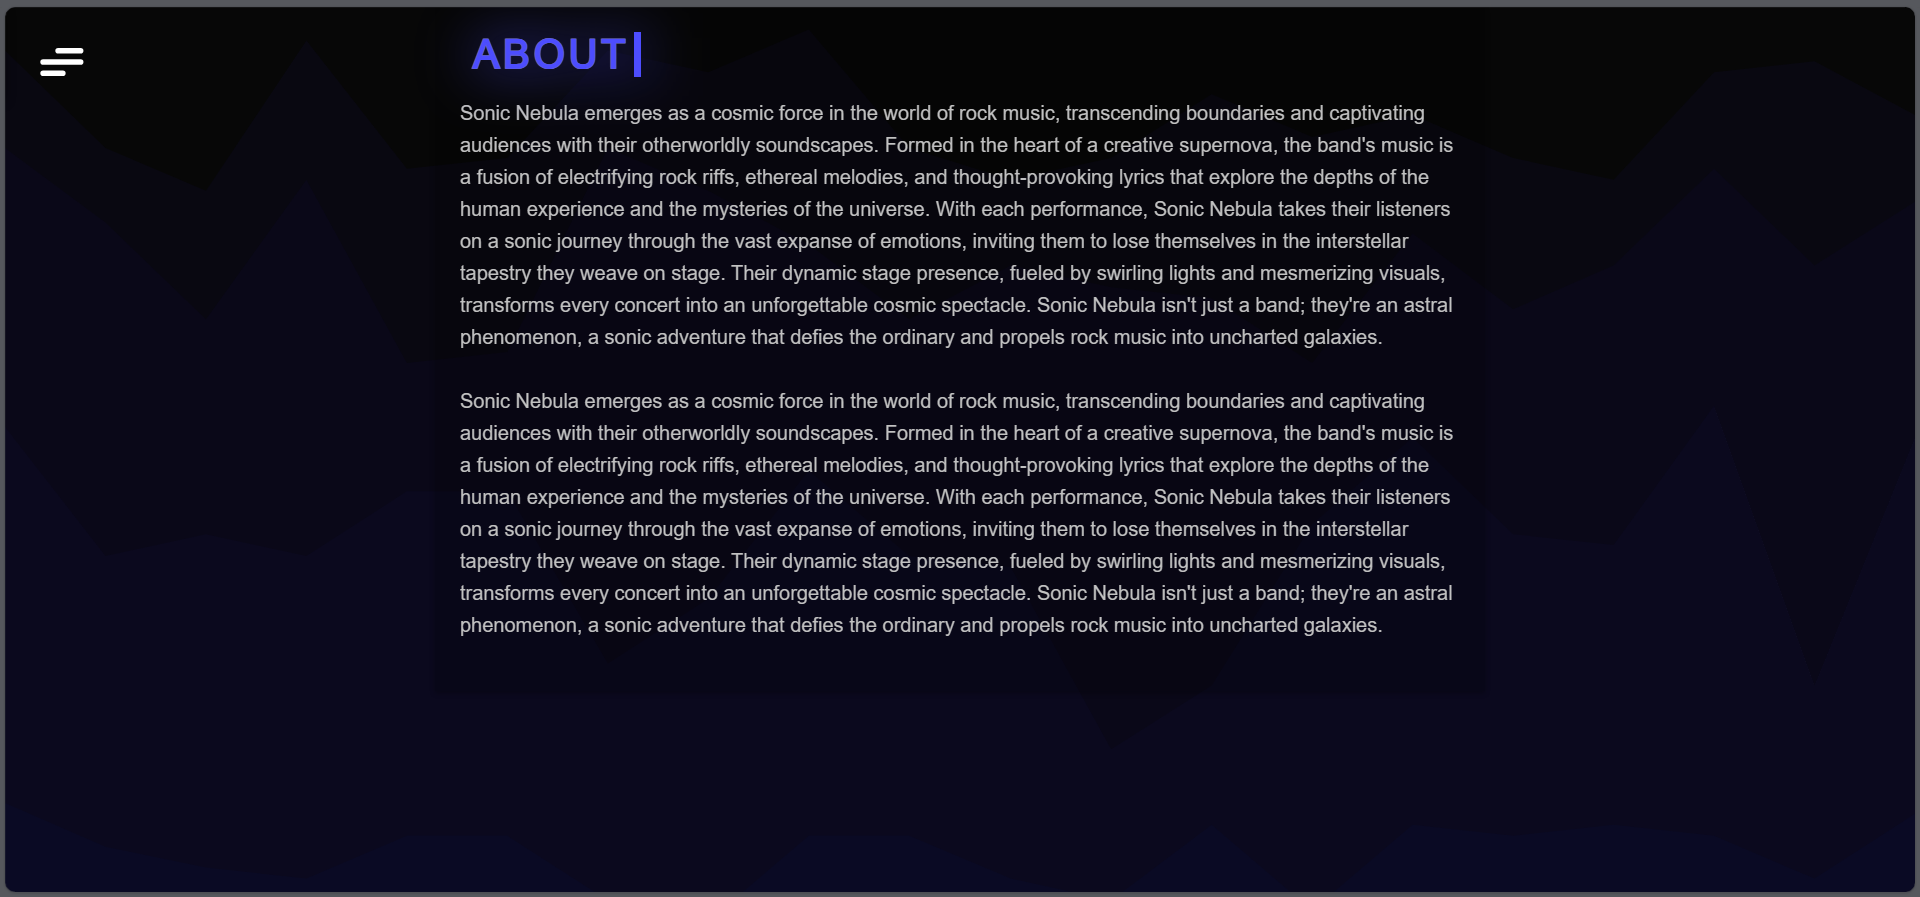 ABOUT
Sonic Nebula emerges as a cosmic force in the world of rock music, transcending boundaries and captivating
audiences with their otherworldly soundscapes. Formed in the heart of a creative supernova, the band's music is
a fusion of electrifying rock riffs, ethereal melodies, and thought-provoking lyrics that explore the depths of the
human experience and the mysteries of the universe. With each performance, Sonic Nebula takes their listeners
on a sonic journey through the vast expanse of emotions, inviting them to lose themselves in the interstellar
tapestry they weave on stage. Their dynamic stage presence, fueled by swirling lights and mesmerizing visuals,
transforms every concert into an unforgettable cosmic spectacle. Sonic Nebula isn't just a band; they're an astral
phenomenon, a sonic adventure that defies the ordinary and propels rock music into uncharted galaxies.
Sonic Nebula emerges as a cosmic force in the world of rock music, transcending boundaries and captivating
audiences with their otherworldly soundscapes. Formed in the heart of a creative supernova, the band's music is
a fusion of electrifying rock riffs, ethereal melodies, and thought-provoking lyrics that explore the depths of the
human experience and the mysteries of the universe. With each performance, Sonic Nebula takes their listeners
on a sonic journey through the vast expanse of emotions, inviting them to lose themselves in the interstellar
tapestry they weave on stage. Their dynamic stage presence, fueled by swirling lights and mesmerizing visuals,
transforms every concert into an unforgettable cosmic spectacle. Sonic Nebula isn't just a band; they're an astral
phenomenon, a sonic adventure that defies the ordinary and propels rock music into uncharted galaxies.